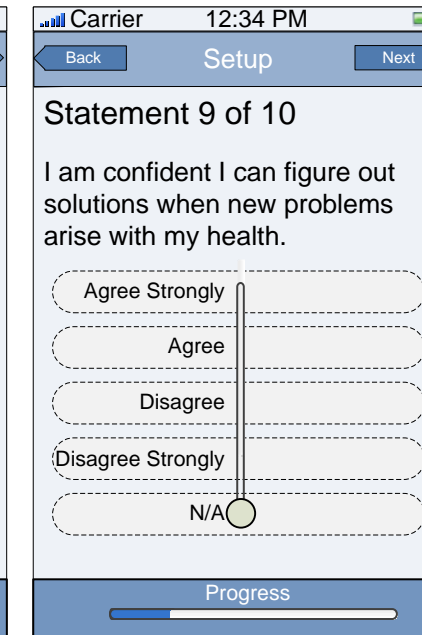 Carrier 12:34 PM
Back Setup Next
Statement 9 of 10
I am confident I can figure out
solutions when new problems
arise with my health.
Agree Strongly
Agree
Disagree
Disagree Strongly
N/A
Progress